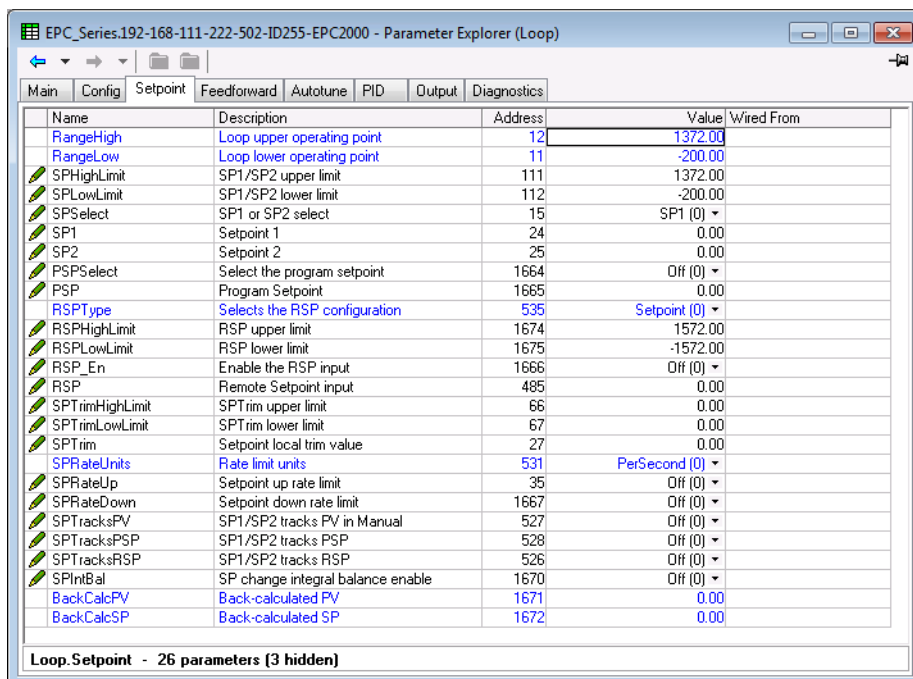 EPC_Series.192-168-111-222-502-ID255-EPC2000 - Parameter Explorer (Loop)
Main Config Setpoint Feedforward Autotune PID Output Diagnostics
Name Description Address Value Wired From
RangeHigh Loop upper operating point 12 1372.00
RangeLow Loop lower operating point 11 -200.00
SPHighLimit SP1/SP2 upper limit 111 1372.00
SPLowLimit SP1/SP2 lower limit 112 -200.00
SPSelect SP1 or SP2 select 15 SP1 (0)
SP1 Setpoint 1 24 0.00
SP2 Setpoint 2 25 0.00
PSPSelect Select the program setpoint 1664 Off (0)
PSP Program Setpoint 1665 0.00
RSPType Selects the RSP configuration 535 Setpoint (0)
RSPHighLimit RSP upper limit 1674 1572.00
RSPLowLimit RSP lower limit 1675 -1572.00
RSP_En Enable the RSP input 1666 Off (0)
RSP Remote Setpoint input 485 0.00
SPTrimHighLimit SPTrim upper limit 66 0.00
SPTrimLowLimit SPTrim lower limit 67 0.00
SPTrim Setpoint local trim value 27 0.00
SPRateUnits Rate limit units 531 PerSecond (0)
SPRateUp Setpoint up rate limit 35 Off (0)
SPRateDown Setpoint down rate limit 1667 Off (0)
SPTracksPV SP1/SP2 tracks PV in Manual 527 Off (0)
SPTracksPSP SP1/SP2 tracks PSP 528 Off (0)
SPTracksRSP SP1/SP2 tracks RSP 526 Off (0)
SPIntBal SP change integral balance enable 1670 Off (0)
BackCalcPV Back-calculated PV 1671 0.00
BackCalcSP Back-calculated SP 1672 0.00
Loop.Setpoint - 26 parameters (3 hidden)